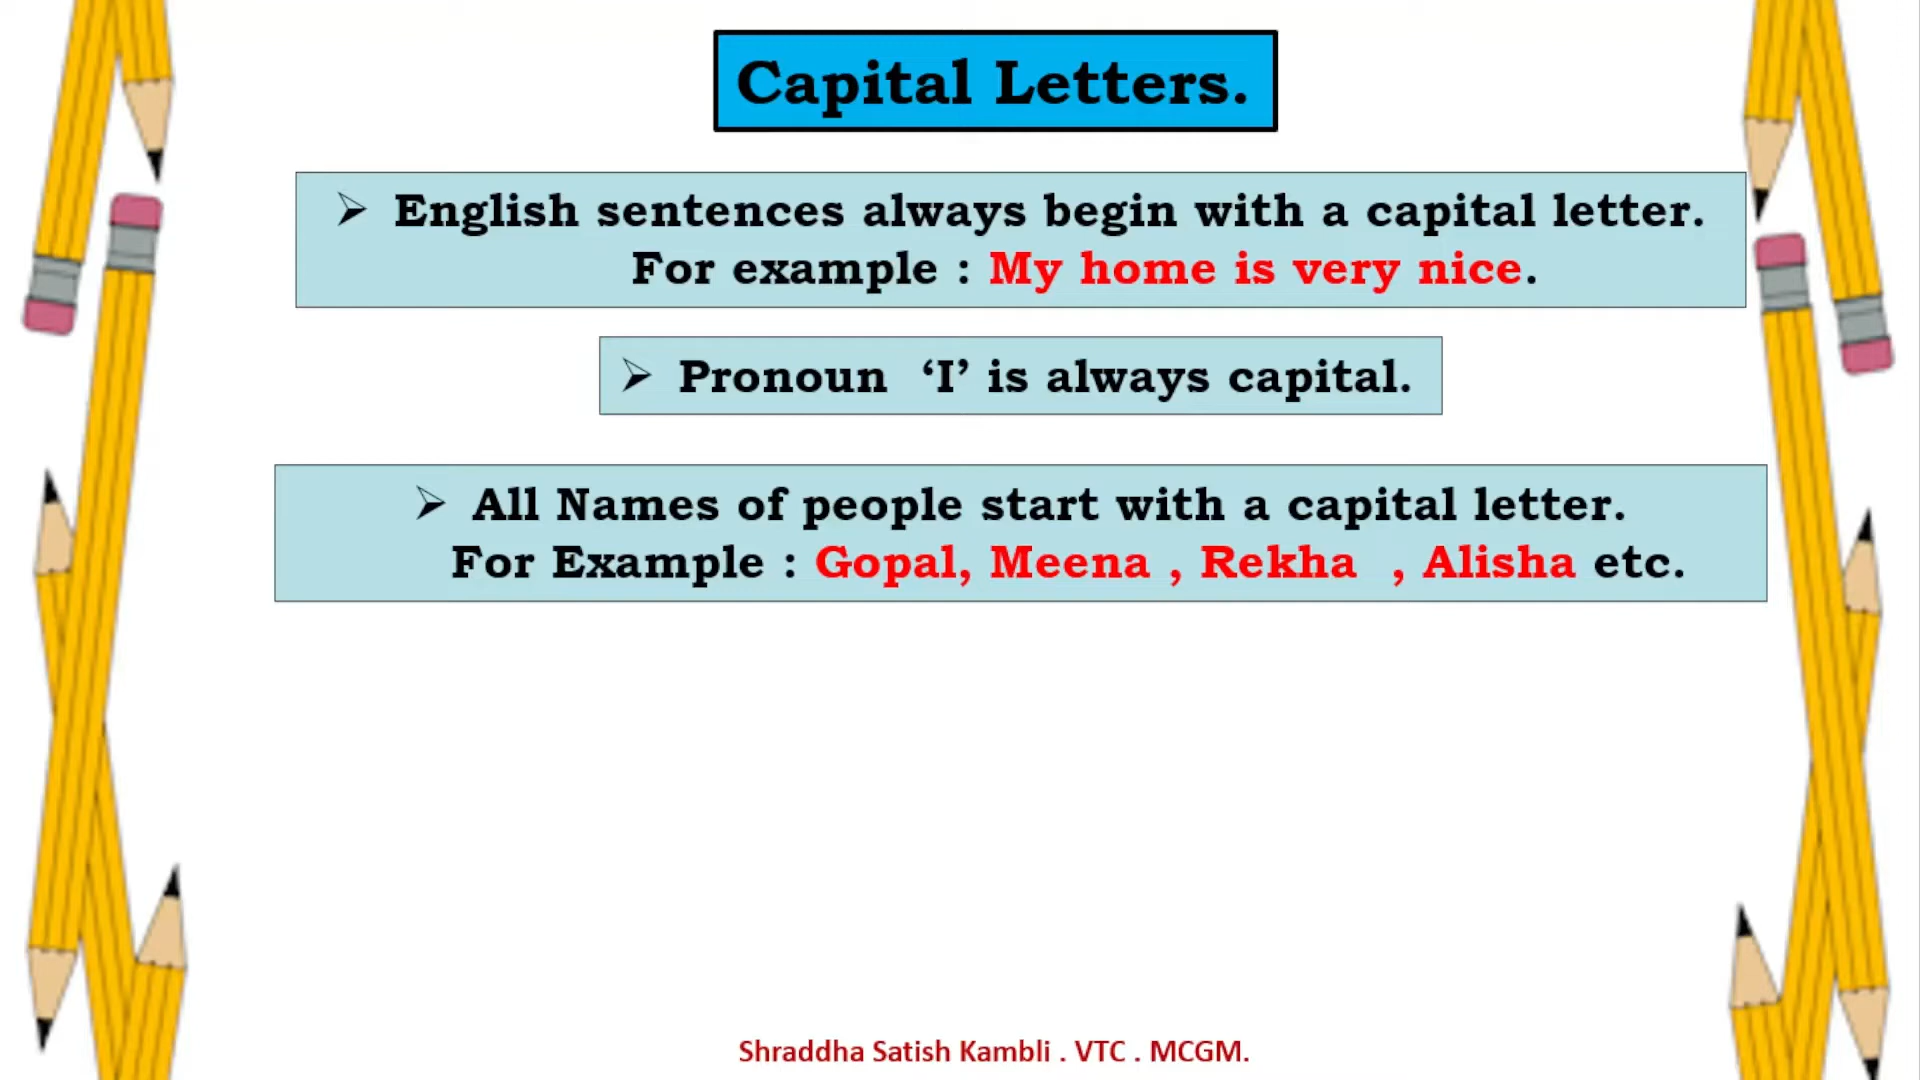 Capital Letters.
➢ English sentences always begin with a capital letter.
For example : My home is very nice.
➢ Pronoun ‘I’ is always capital.
➢ All Names of people start with a capital letter.
For Example : Gopal, Meena , Rekha , Alisha etc.
Shraddha Satish Kambli . VTC . MCGM.